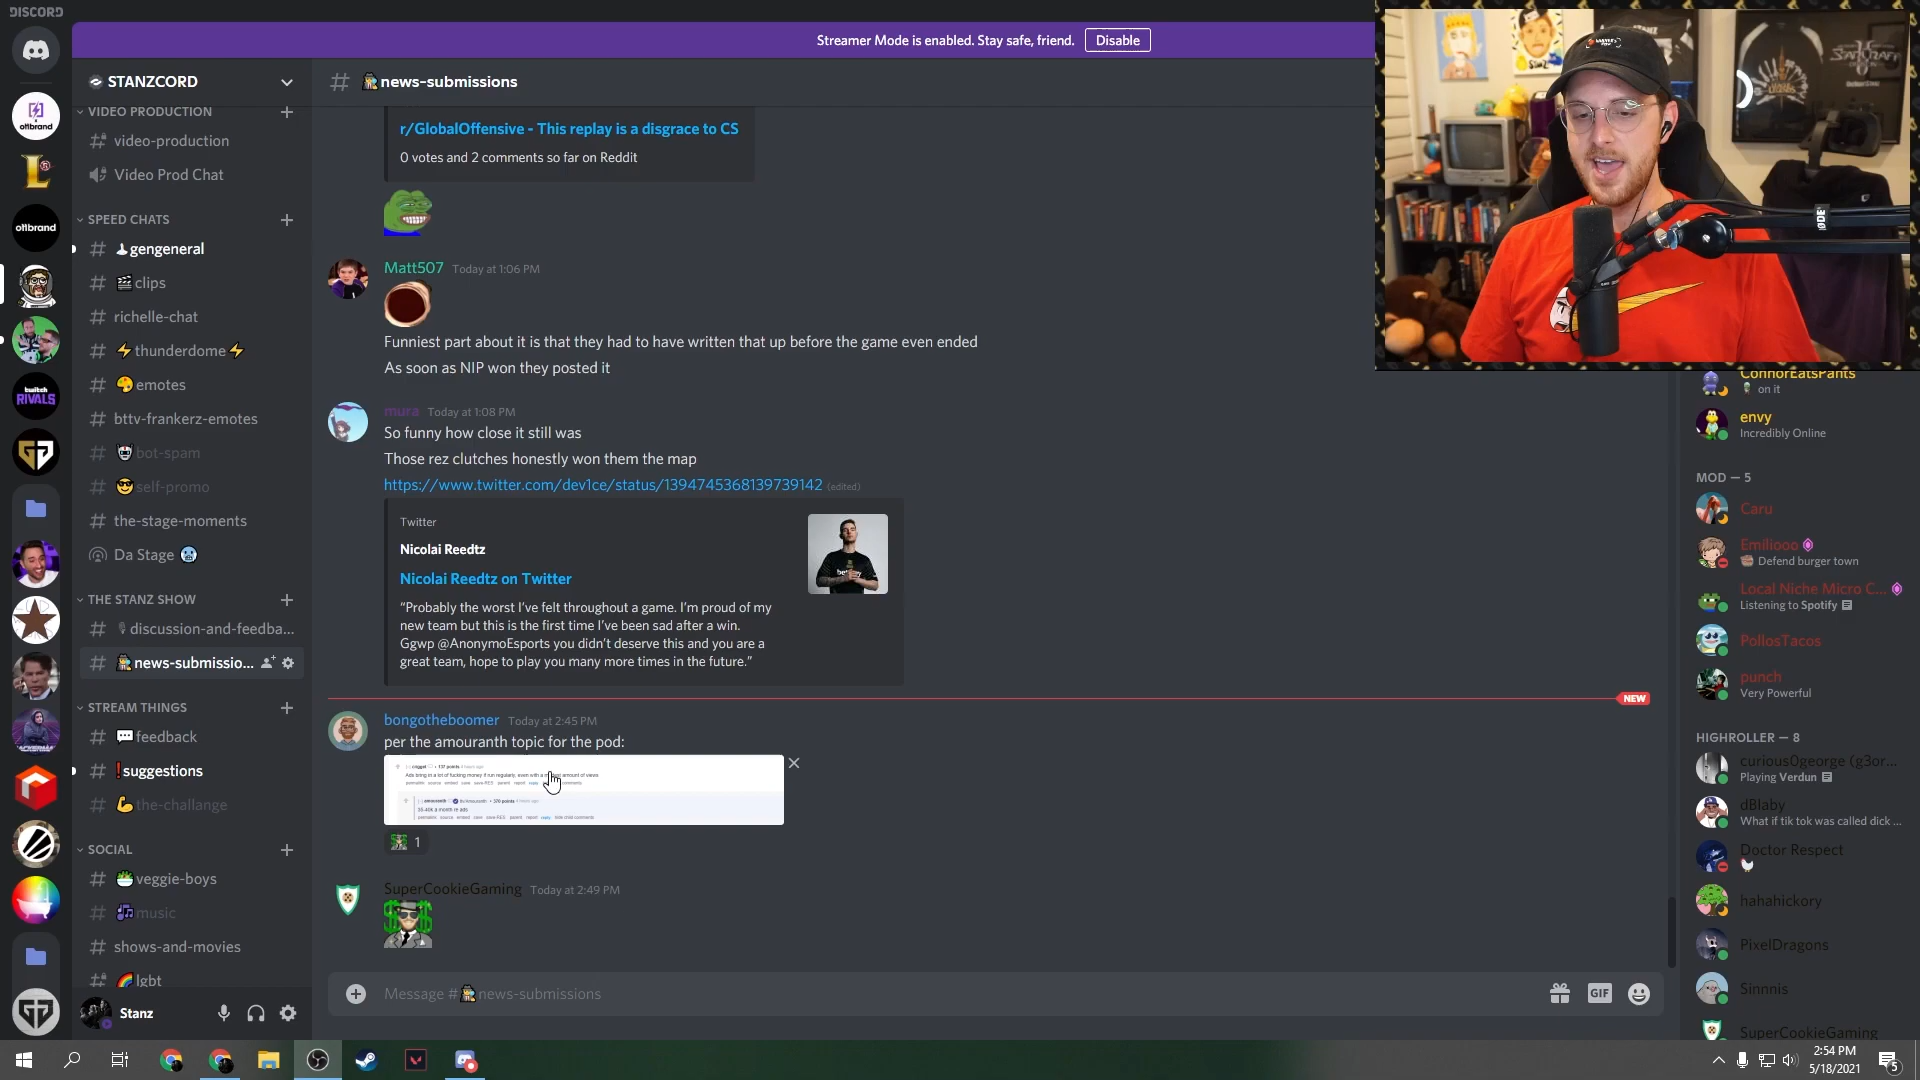 DISCORD
Streamer Mode is enabled. Stay safe, friend.
Disable
STANZCORD
VIDEO PRODUCTION
video-production
Video Prod Chat
SPEED CHATS
gengeneral
clips
richelle-chat
thunderdome
emotes
bttv-frankerz-emotes
bot-spam
self-promo
the-stage-moments
Da Stage
THE STANZ SHOW
discussion-and-feedba...
news-submissio...
STREAM THINGS
feedback
suggestions
the-challange
SOCIAL
veggie-boys
music
shows-and-movies
lgbt
Stanz
offbrand
offbrand
twitch
RIVALS
# news-submissions
r/GlobalOffensive - This replay is a disgrace to CS
0 votes and 2 comments so far on Reddit
Matt507 Today at 1:06 PM
Funniest part about it is that they had to have written that up before the game even ended
As soon as NIP won they posted it
mura Today at 1:08 PM
So funny how close it still was
Those rez clutches honestly won them the map
https://www.twitter.com/dev1ce/status/1394745368139739142 (edited)
Twitter
Nicolai Reedtz
Nicolai Reedtz on Twitter
“Probably the worst I’ve felt throughout a game. I’m proud of my
new team but this is the first time I’ve been sad after a win.
Ggwp @AnonymoEsports you didn’t deserve this and you are a
great team, hope to play you many more times in the future.”
NEW
bongotheboomer Today at 2:45 PM
per the amouranth topic for the pod:
1
SuperCookieGaming Today at 2:49 PM
Message # news-submissions
GIF
RØDE
STARCRAFT
ConnorEatsPants
on it
envy
Incredibly Online
MOD — 5
Caru
Emiliooo
Defend burger town
Local Niche Micro C...
Listening to Spotify
PollosTacos
punch
Very Powerful
HIGHROLLER — 8
curious0george (g3or...
Playing Verdun
dBlaby
What if tik tok was called dick ...
Doctor Respect
hahahickory
PixelDragons
Sinnnis
SuperCookieGaming
2:54 PM
5/18/2021
5